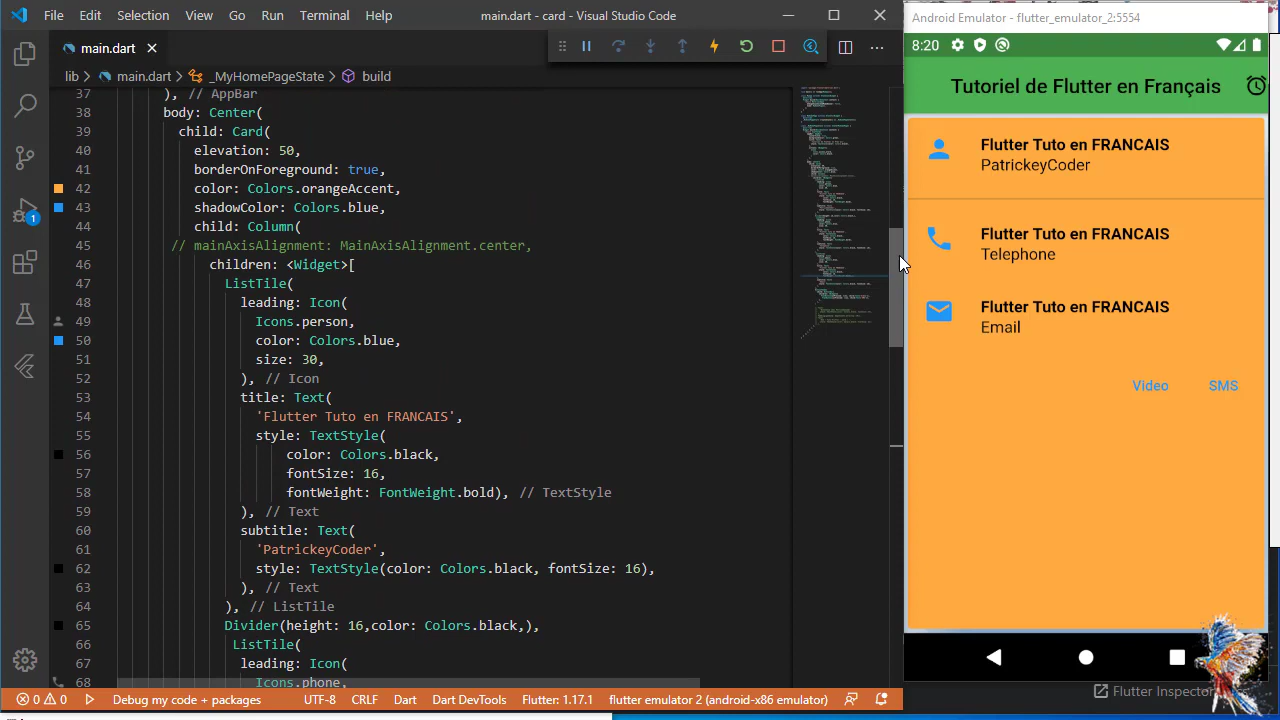 File Edit Selection View Go Run Terminal Help main.dart - card - Visual Studio Code
main.dart
lib > main.dart > _MyHomePageState > build
37 ), // AppBar
38 body: Center(
39 child: Card(
40 elevation: 8,
41 borderOnForeground: true,
42 color: Colors.orangeAccent,
43 shadowColor: Colors.blue,
44 child: Column(
45 // mainAxisAlignment: MainAxisAlignment.center,
46 children: <Widget>[
47 ListTile(
48 leading: Icon(
49 Icons.person,
50 color: Colors.blue,
51 size: 30,
52 ), // Icon
53 title: Text(
54 'Flutter Tuto en FRANCAIS',
55 style: TextStyle(
56 color: Colors.black,
57 fontSize: 16,
58 fontWeight: FontWeight.bold), // TextStyle
59 ), // Text
60 subtitle: Text(
61 'PatrickeyCoder',
62 style: TextStyle(color: Colors.black, fontSize: 16),
63 ), // Text
64 ), // ListTile
65 Divider(height: 16,color: Colors.black,),
66 ListTile(
67 leading: Icon(
68 Icons.phone,
1
0 0 Debug my code + packages UTF-8 CRLF Dart Dart DevTools Flutter: 1.17.1 flutter emulator 2 (android-x86 emulator)
Android Emulator - flutter_emulator_2:5554
8:20
Tutoriel de Flutter en Français
Flutter Tuto en FRANCAIS
PatrickeyCoder
Flutter Tuto en FRANCAIS
Telephone
Flutter Tuto en FRANCAIS
Email
Video SMS
Flutter Inspector